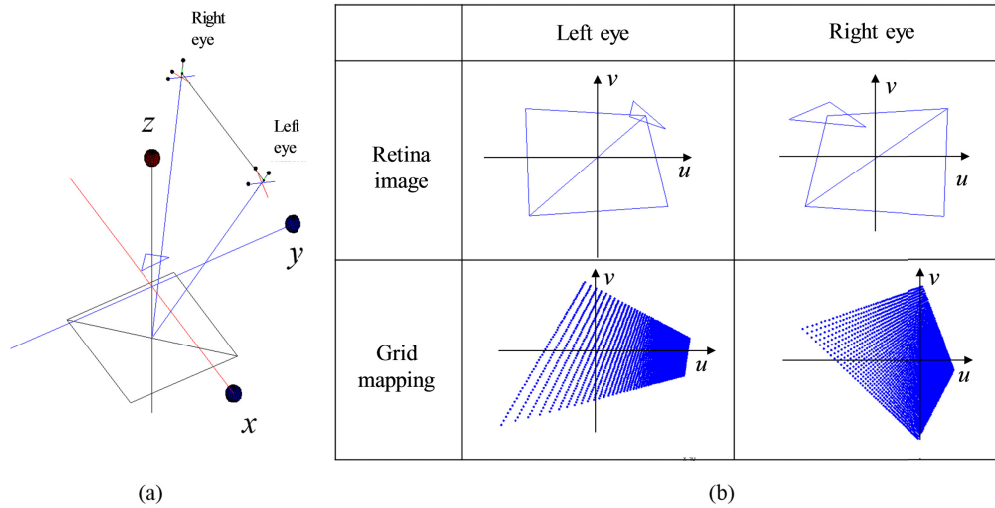 Right
eye
Left
eye
z
y
x
(a)
Left eye
Right eye
Retina
image
v
u
v
u
Grid
mapping
v
u
v
u
(b)